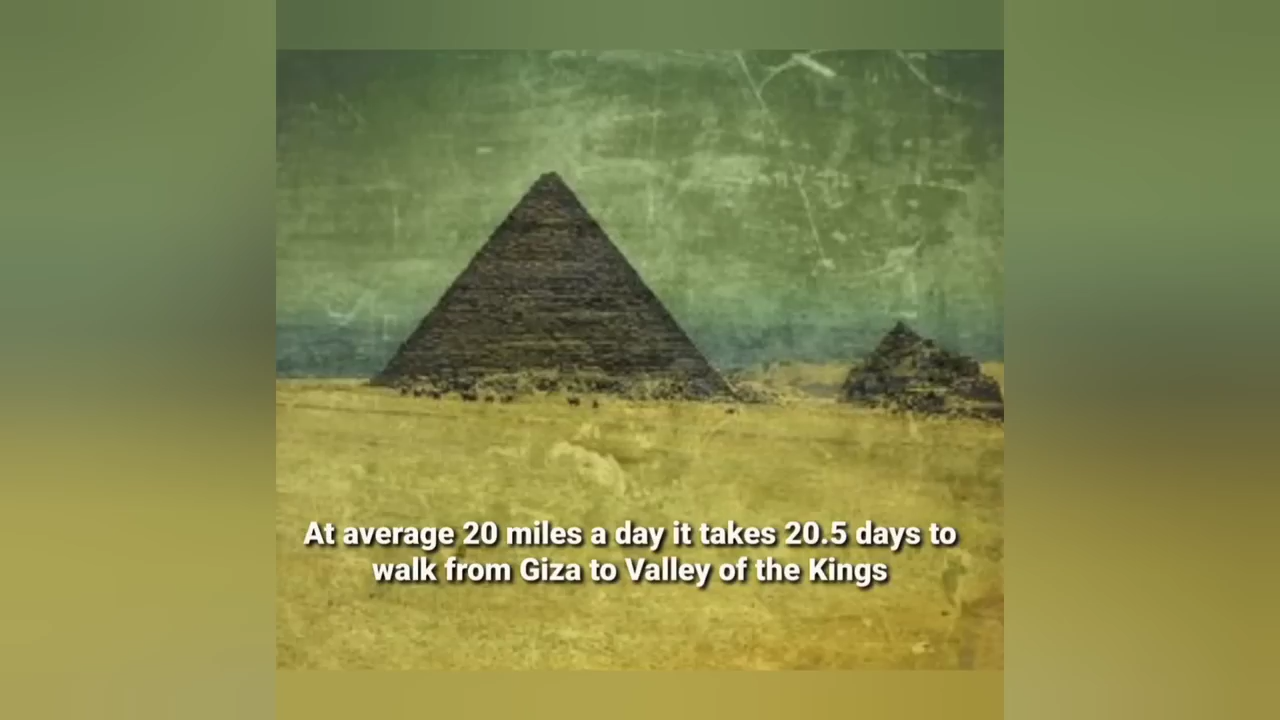 At average 20 miles a day it takes 20.5 days to
walk from Giza to Valley of the Kings